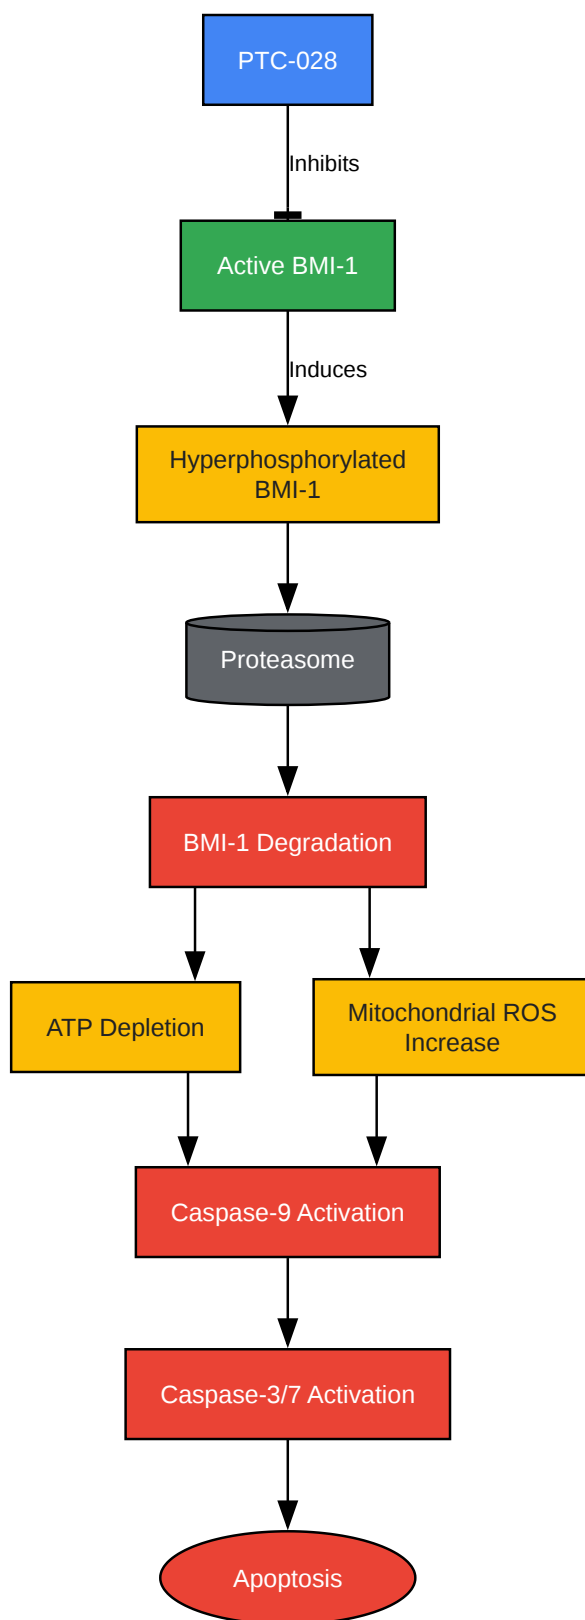 PTC-028
Inhibits
Active BMI-1
Induces
Hyperphosphorylated
BMI-1
Proteasome
BMI-1 Degradation
ATP Depletion
Mitochondrial ROS
Increase
Caspase-9 Activation
Caspase-3/7 Activation
Apoptosis